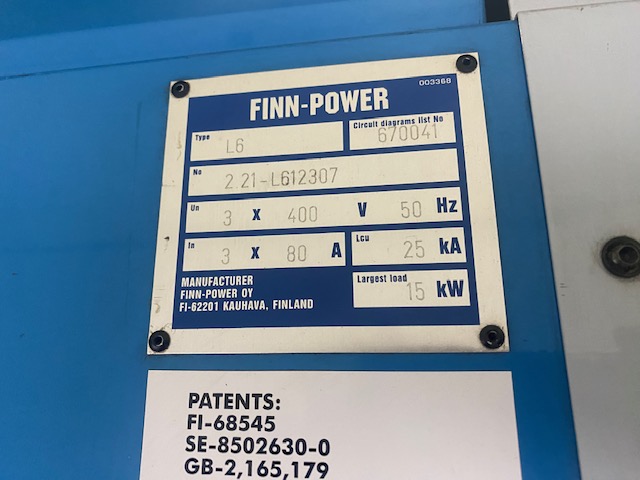 003368
FINN-POWER
Type L6
Circuit diagrams list No 670041
No 2 21-L612307
Un 3 x 400 V 50 Hz
In 3 x 80 A
Lcu 25 kA
Largest load 15 kW
MANUFACTURER
FINN-POWER OY
FI-62201 KAUHAVA, FINLAND
PATENTS:
FI-68545
SE-8502630-0
GB-2,165,179